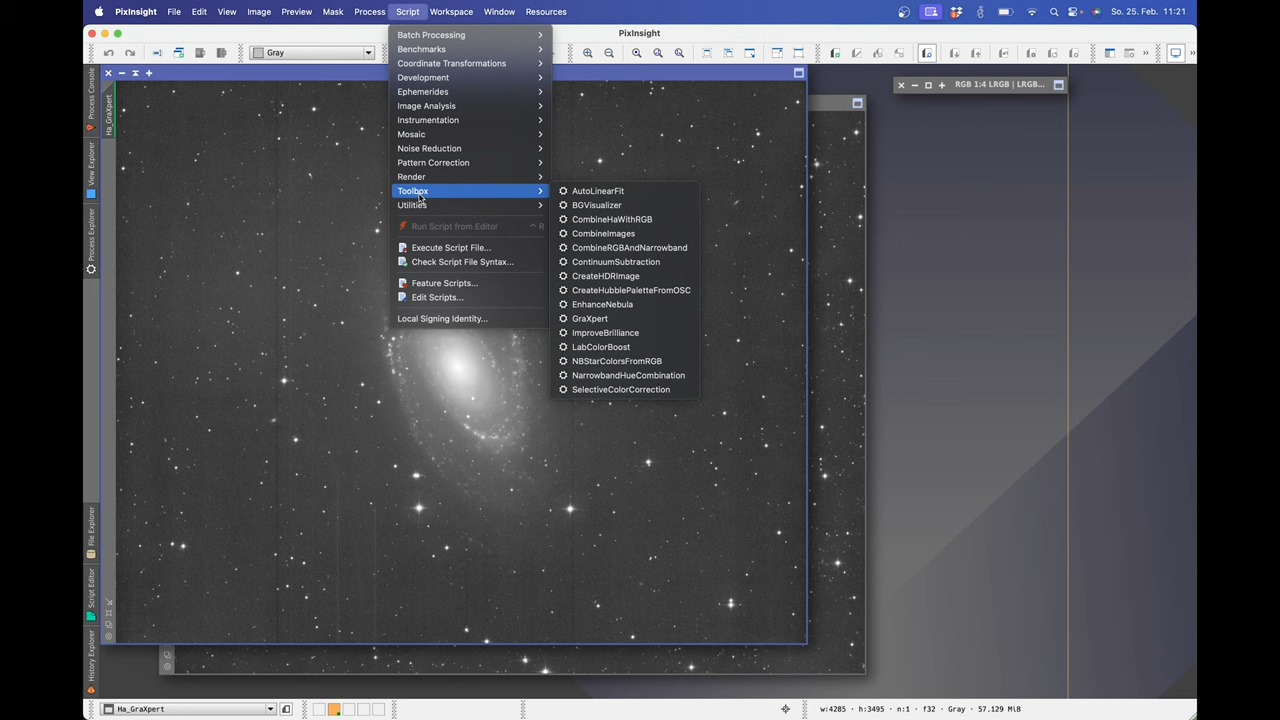 PixInsight File Edit View Image Preview Mask Process Script Workspace Window Resources So. 25. Feb. 11:21
PixInsight
Gray
RGB 1:4 LRGB | LRGB...
Process Console
View Explorer
Process Explorer
File Explorer
Script Editor
History Explorer
Ha_GraXpert
Batch Processing
Benchmarks
Coordinate Transformations
Development
Ephemerides
Image Analysis
Instrumentation
Mosaic
Noise Reduction
Pattern Correction
Render
Toolbox
Utilities
Run Script from Editor ^ R
Execute Script File...
Check Script File Syntax...
Feature Scripts...
Edit Scripts...
Local Signing Identity...
AutoLinearFit
BGVisualizer
CombineHaWithRGB
CombineImages
CombineRGBAndNarrowband
ContinuumSubtraction
CreateHDRImage
CreateHubblePaletteFromOSC
EnhanceNebula
GraXpert
ImproveBrilliance
LabColorBoost
NBStarColorsFromRGB
NarrowbandHueCombination
SelectiveColorCorrection
Ha_GraXpert
w:4285 | h:3495 | n:1 | f32 | Gray | 57.129 MiB